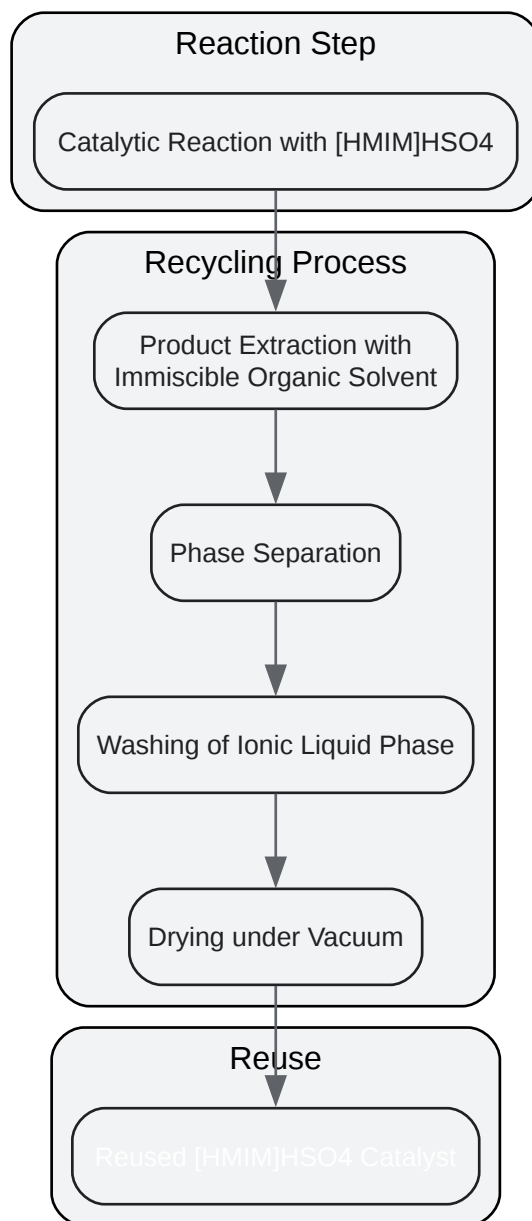 Reaction Step
Catalytic Reaction with [HMIM]HSO4
Recycling Process
Product Extraction with
Immiscible Organic Solvent
Phase Separation
Washing of Ionic Liquid Phase
Drying under Vacuum
Reuse
Reused [HMIM]HSO4 Catalyst